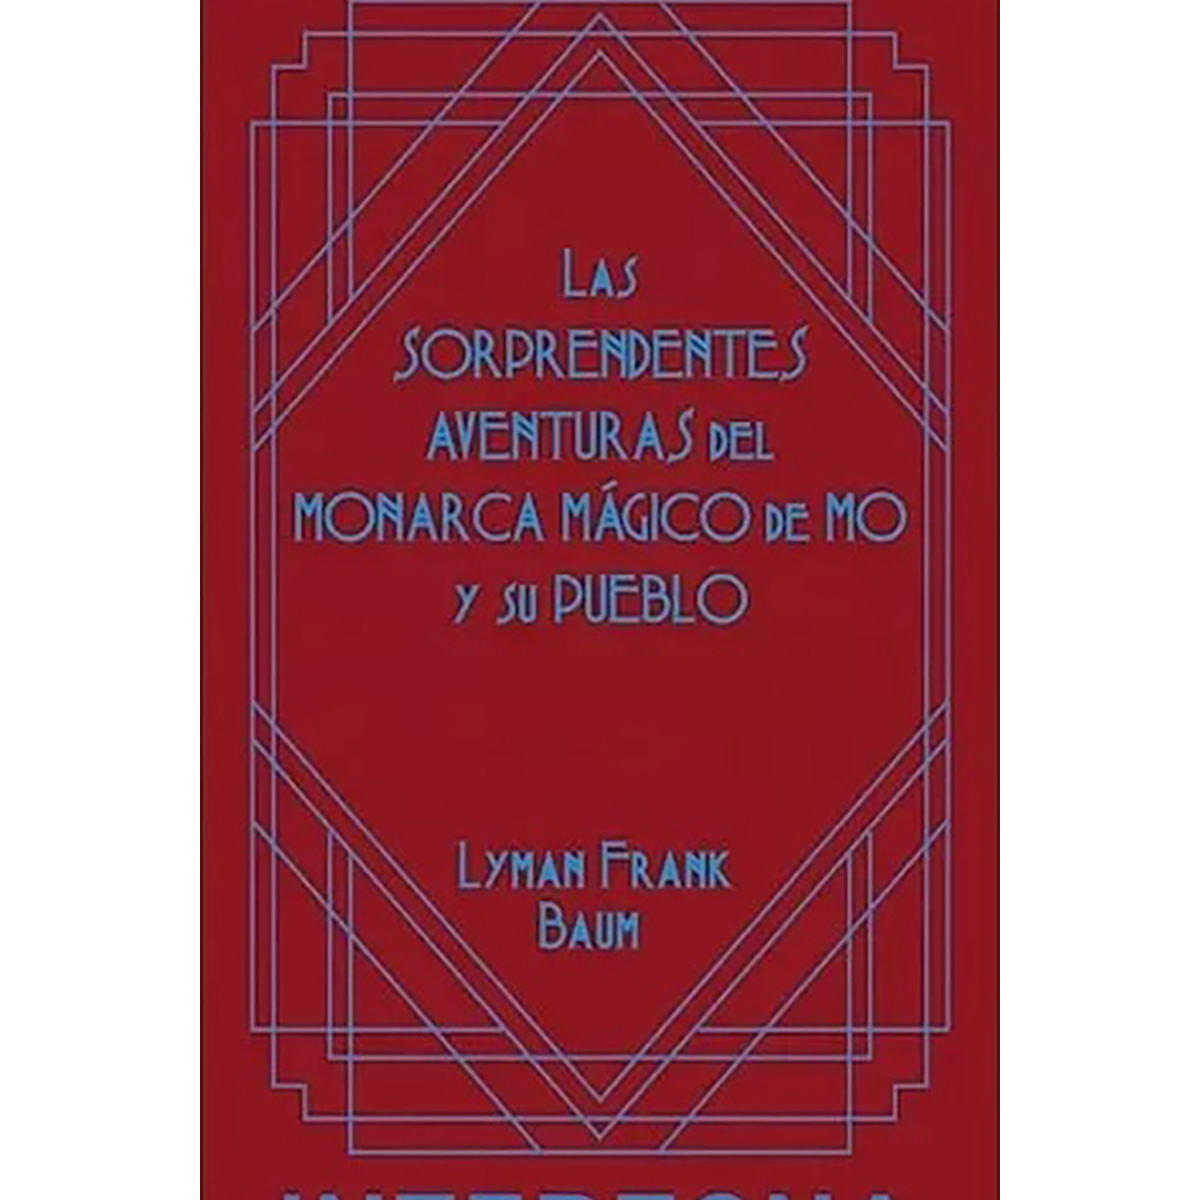 LAS
SORPRENDENTES
AVENTURAS DEL
MONARCA MÁGICO DE MO
Y SU PUEBLO
LYMAN FRANK
BAUM